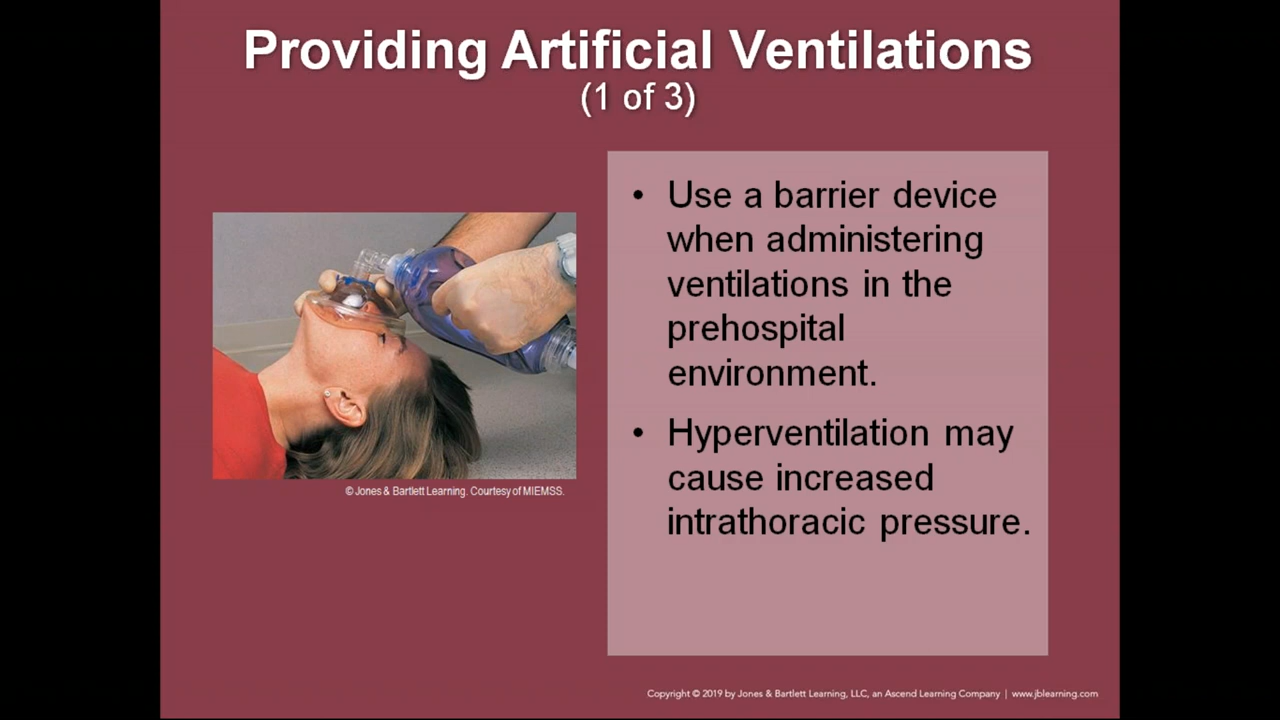 Providing Artificial Ventilations
(1 of 3)
• Use a barrier device
when administering
ventilations in the
prehospital
environment.
• Hyperventilation may
cause increased
intrathoracic pressure.
© Jones & Bartlett Learning. Courtesy of MIEMSS.
Copyright © 2019 by Jones & Bartlett Learning, LLC, an Ascend Learning Company | www.jblearning.com